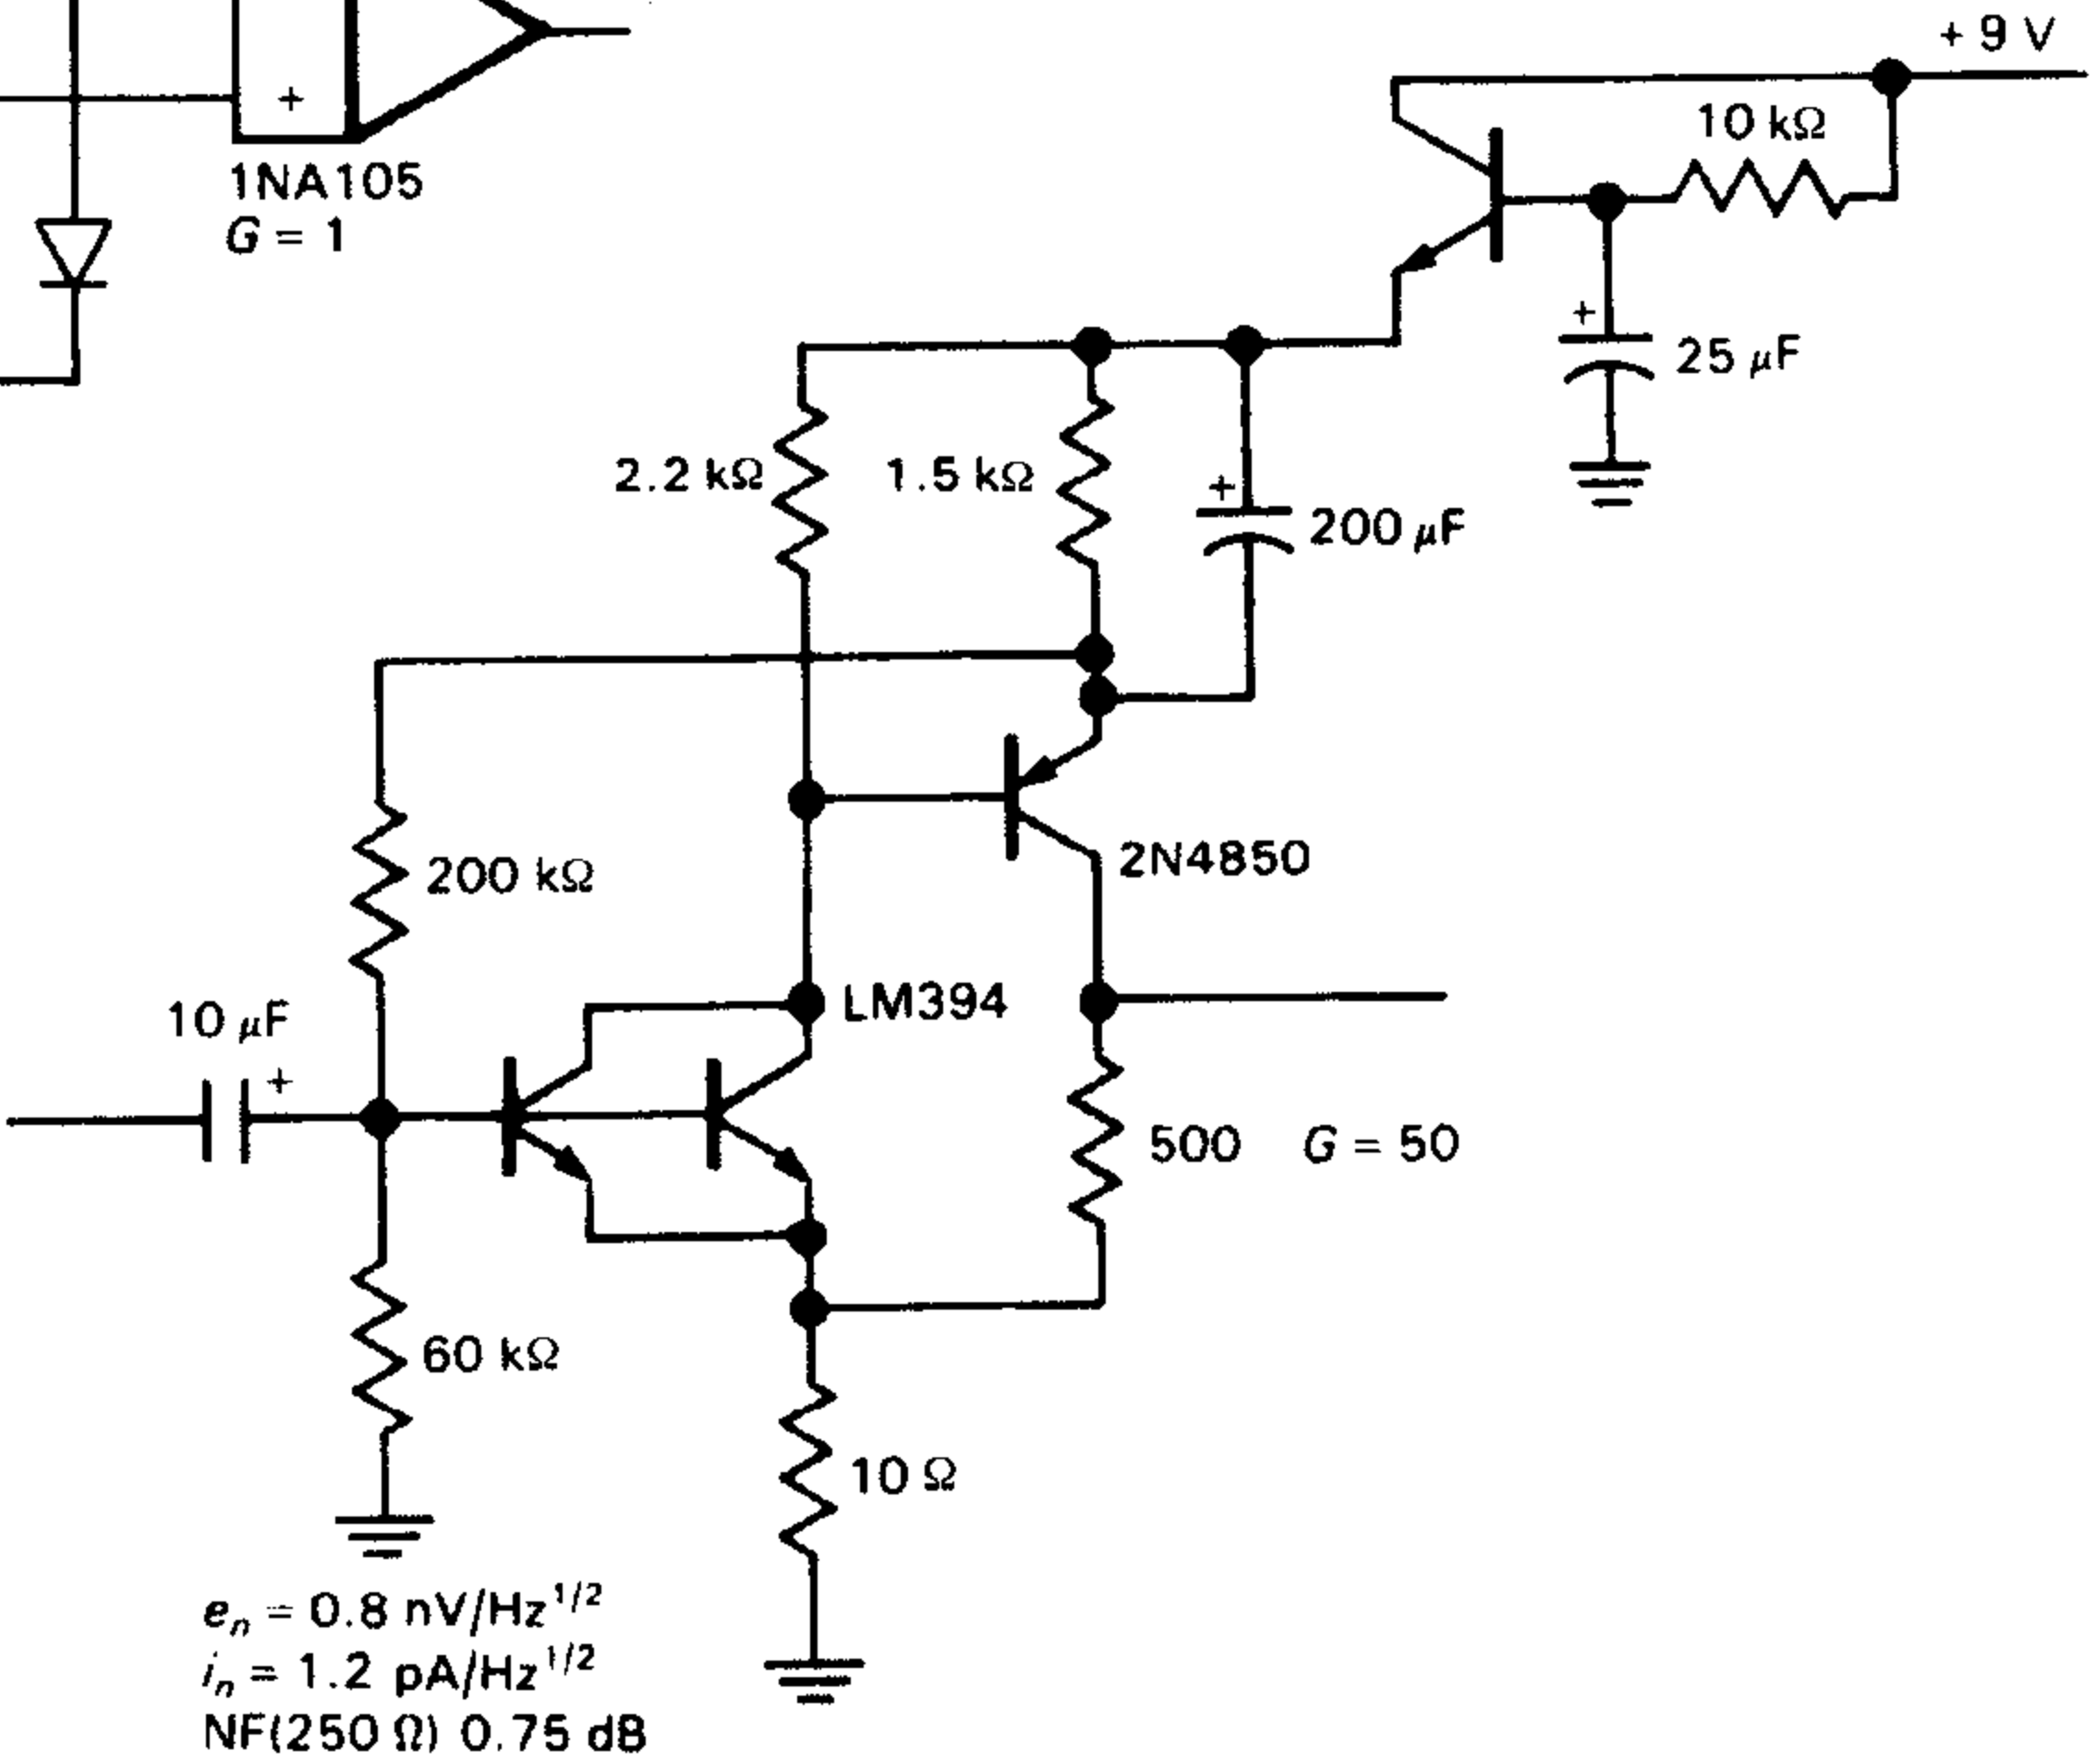 + 9 V
10 kΩ
+
1NA105
G = 1
+
25 μF
2.2 kΩ
1.5 kΩ
+
200 μF
2N4850
200 kΩ
LM394
10 μF
+
500 G = 50
60 kΩ
10 Ω
en = 0.8 nV/Hz^1/2
in = 1.2 pA/Hz^1/2
NF(250 Ω) 0.75 dB